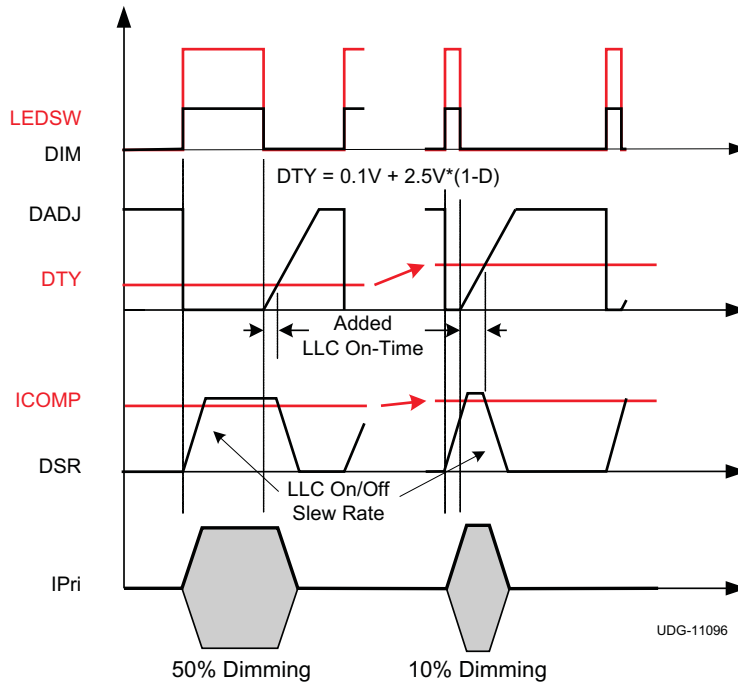 LEDSW
DIM
DTY = 0.1V + 2.5V*(1-D)
DADJ
DTY
Added
LLC On-Time
ICOMP
DSR
LLC On/Off
Slew Rate
IPri
UDG-11096
50% Dimming
10% Dimming